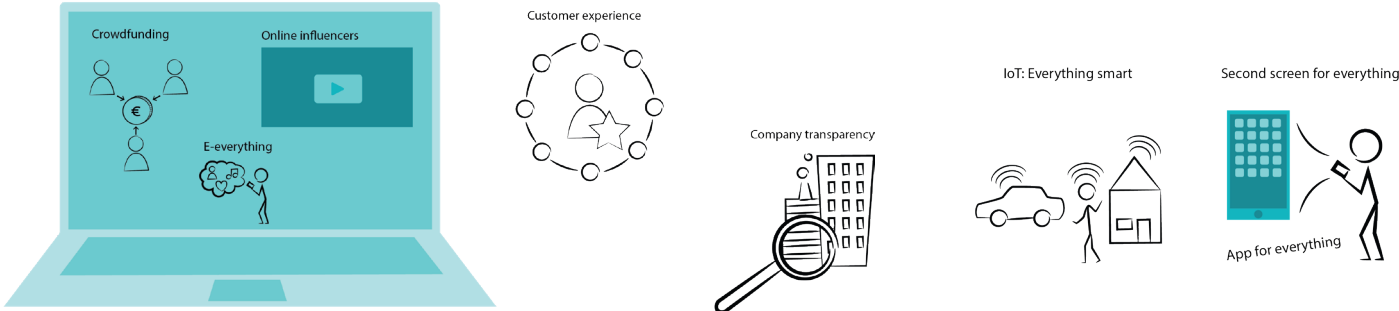 Crowdfunding
Online influencers
€
E-everything
Customer experience
Company transparency
IoT: Everything smart
Second screen for everything
App for everything